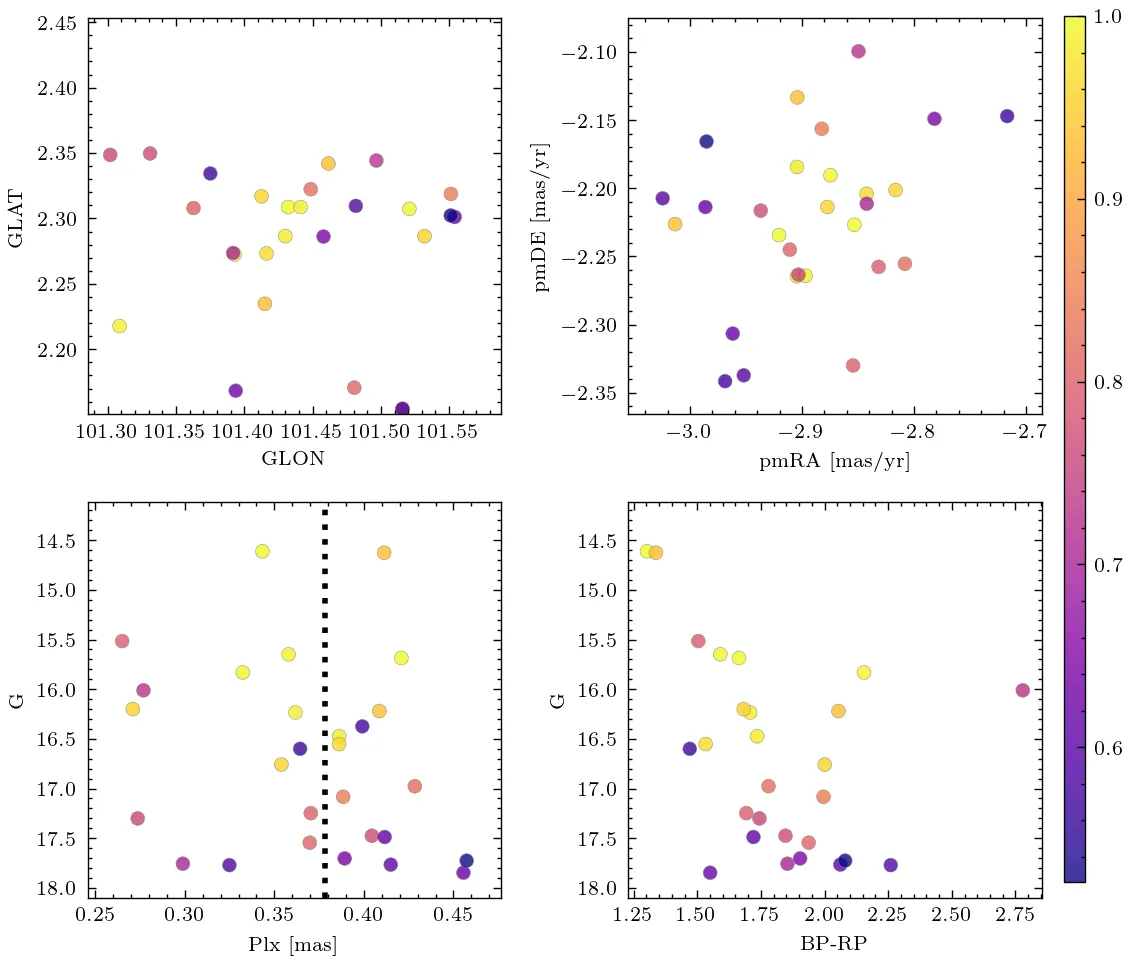 2.45
2.40
2.35
2.30
2.25
2.20
GLAT
101.30 101.35 101.40 101.45 101.50 101.55
GLON
−2.10
−2.15
−2.20
−2.25
−2.30
−2.35
pmDE [mas/yr]
−3.0 −2.9 −2.8 −2.7
pmRA [mas/yr]
14.5
15.0
15.5
16.0
16.5
17.0
17.5
18.0
G
0.25 0.30 0.35 0.40 0.45
Plx [mas]
14.5
15.0
15.5
16.0
16.5
17.0
17.5
18.0
G
1.25 1.50 1.75 2.00 2.25 2.50 2.75
BP-RP
1.0
0.9
0.8
0.7
0.6